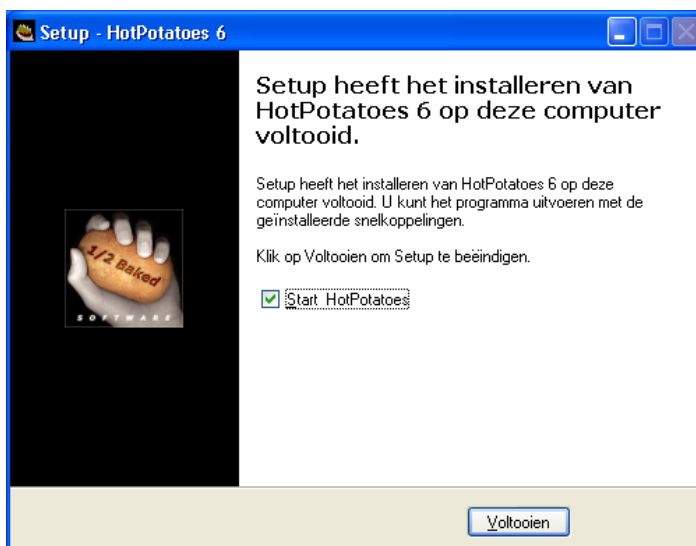 Setup - HotPotatoes 6
Setup heeft het installeren van
HotPotatoes 6 op deze computer
voltooid.
Setup heeft het installeren van HotPotatoes 6 op deze
computer voltooid. U kunt het programma uitvoeren met de
geïnstalleerde snelkoppelingen.
Klik op Voltooien om Setup te beëindigen.
Start HotPotatoes
1/2 Baked
SOFTWARE
Voltooien